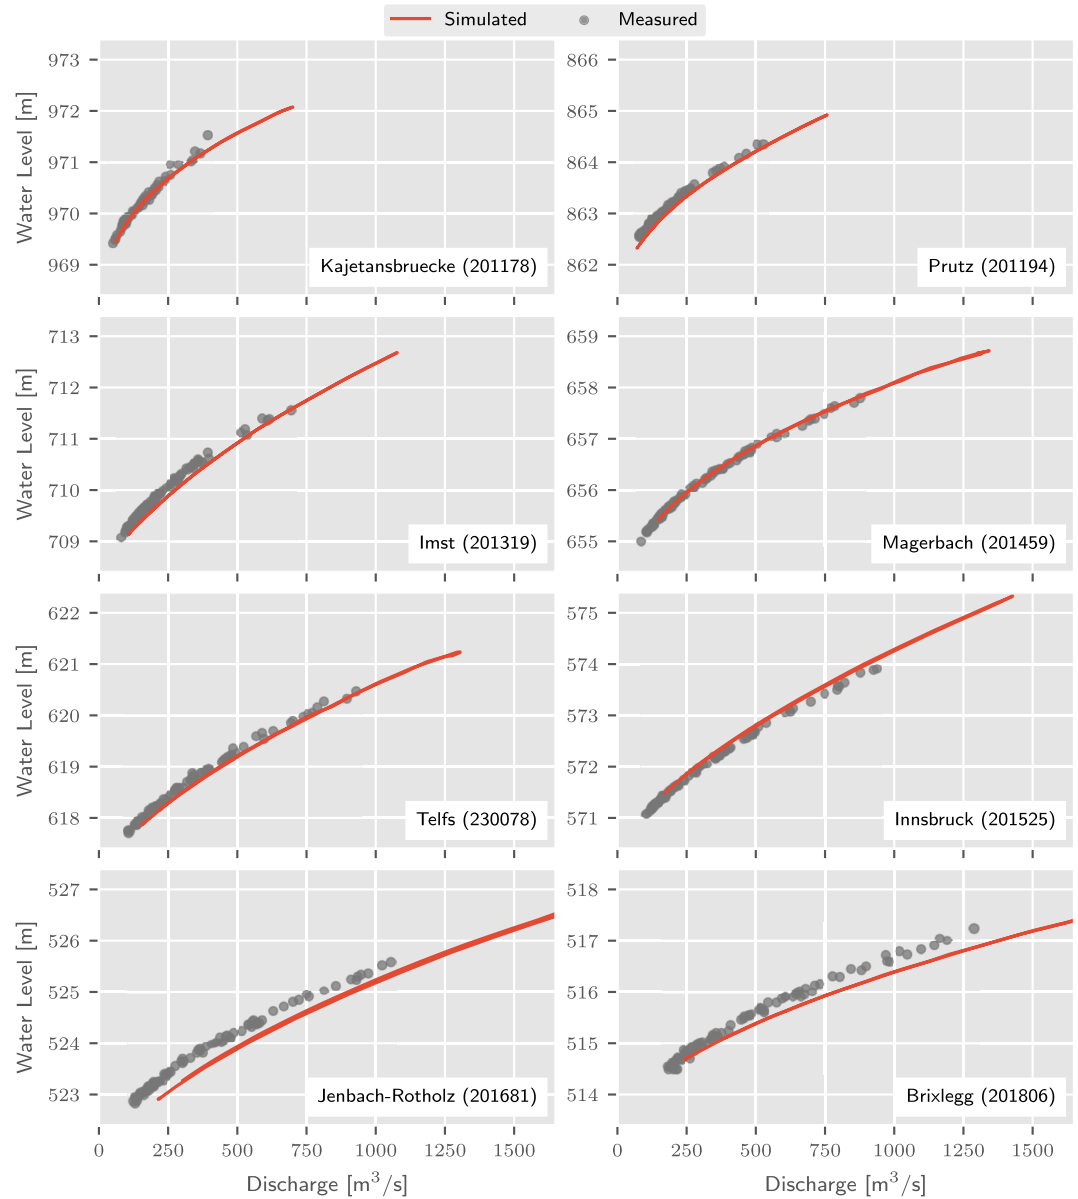 Simulated Measured
973 866
972 865
971 864
970 863
969 862
Water Level [m]
Kajetansbruecke (201178) Prutz (201194)
713 659
712 658
711 657
710 656
709 655
Water Level [m]
Imst (201319) Magerbach (201459)
622 575
621 574
620 573
619 572
618 571
Water Level [m]
Telfs (230078) Innsbruck (201525)
527 518
526 517
525 516
524 515
523 514
Water Level [m]
Jenbach-Rotholz (201681) Brixlegg (201806)
0 250 500 750 1000 1250 1500 0 250 500 750 1000 1250 1500
Discharge [m³/s] Discharge [m³/s]